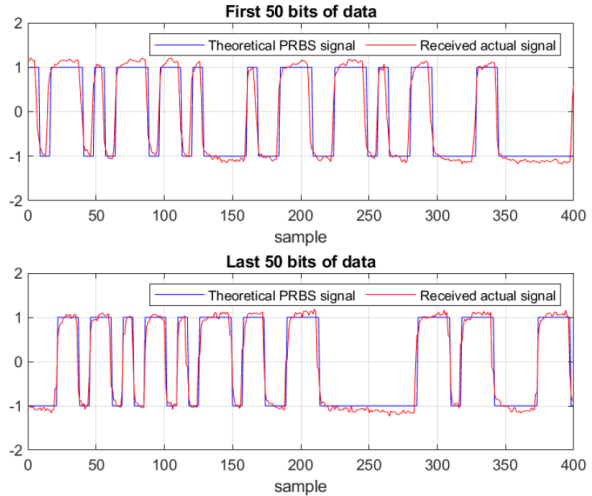 First 50 bits of data
Theoretical PRBS signal Received actual signal
2
1
0
-1
-2
0 50 100 150 200 250 300 350 400
sample
Last 50 bits of data
Theoretical PRBS signal Received actual signal
2
1
0
-1
-2
0 50 100 150 200 250 300 350 400
sample